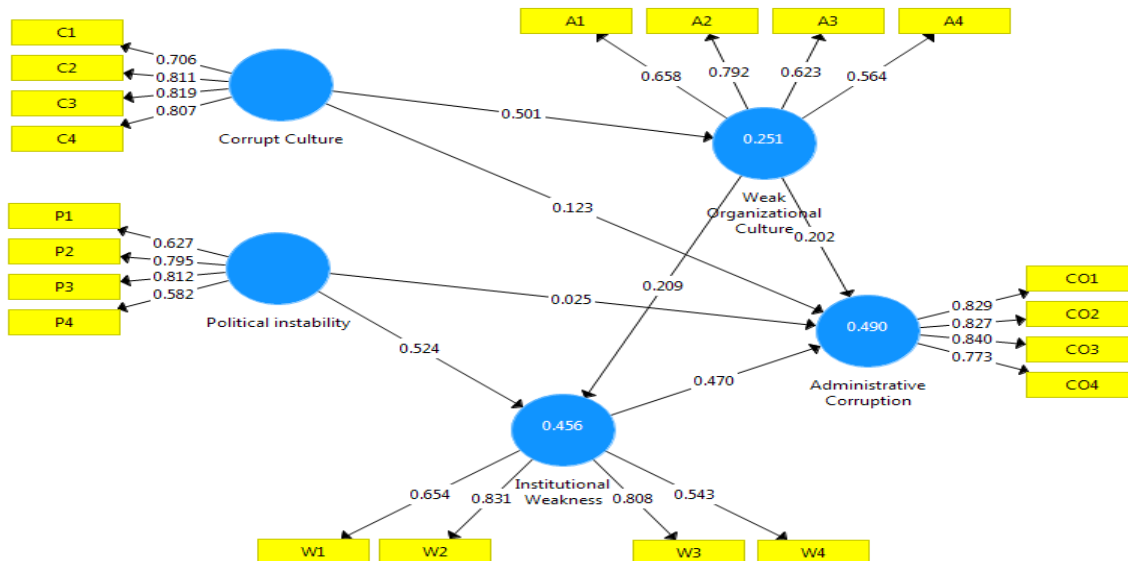 C1
C2
C3
C4
0.706
0.811
0.819
0.807
Corrupt Culture
A1
A2
A3
A4
0.658
0.792
0.623
0.564
0.501
0.251
Weak
Organizational
Culture
0.123
0.202
0.209
P1
P2
P3
P4
0.627
0.795
0.812
0.582
Political instability
0.025
0.524
0.490
Administrative
Corruption
CO1
CO2
CO3
CO4
0.829
0.827
0.840
0.773
0.470
0.456
Institutional
Weakness
0.654
0.831
0.808
0.543
W1
W2
W3
W4